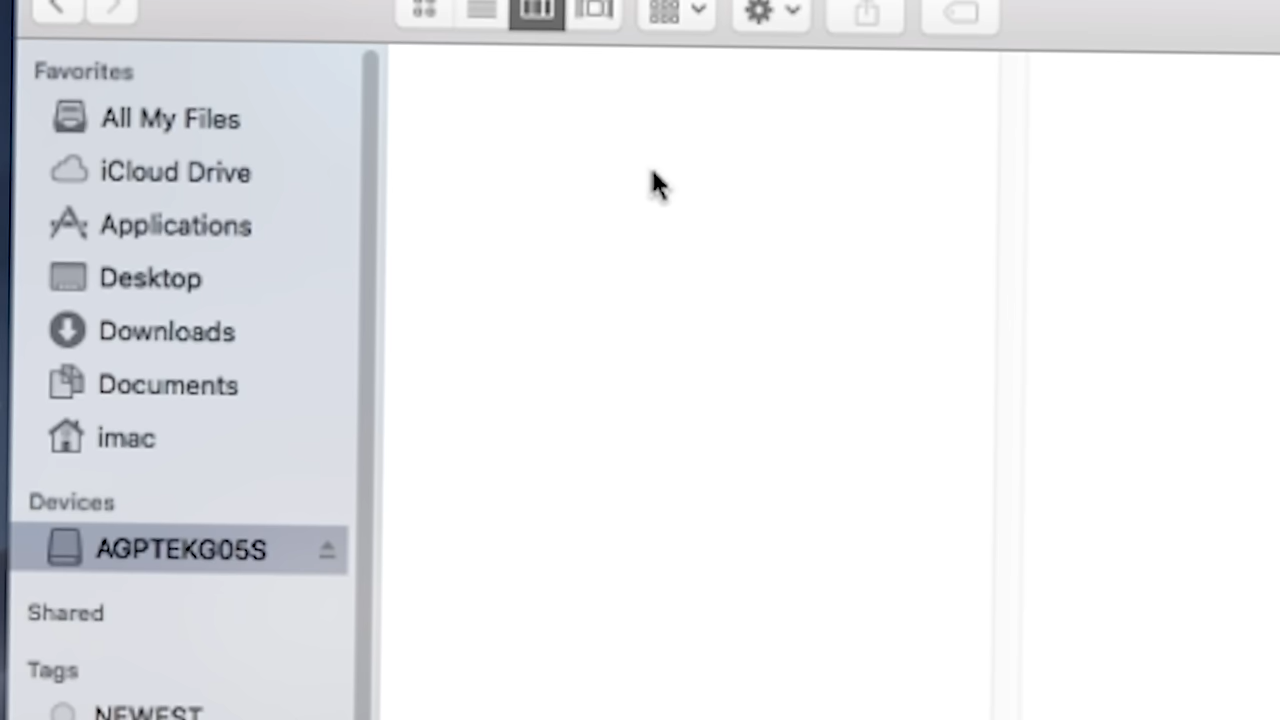 Favorites
All My Files
iCloud Drive
Applications
Desktop
Downloads
Documents
imac
Devices
AGPTEKG05S
Shared
Tags
NEWEST